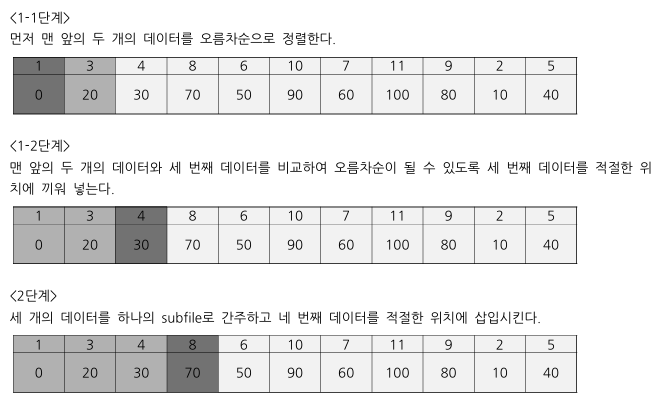 <1-1단계>
먼저 맨 앞의 두 개의 데이터를 오름차순으로 정렬한다.
1 3 4 8 6 10 7 11 9 2 5
0 20 30 70 50 90 60 100 80 10 40
<1-2단계>
맨 앞의 두 개의 데이터와 세 번째 데이터를 비교하여 오름차순이 될 수 있도록 세 번째 데이터를 적절한 위
치에 끼워 넣는다.
1 3 4 8 6 10 7 11 9 2 5
0 20 30 70 50 90 60 100 80 10 40
<2단계>
세 개의 데이터를 하나의 subfile로 간주하고 네 번째 데이터를 적절한 위치에 삽입시킨다.
1 3 4 8 6 10 7 11 9 2 5
0 20 30 70 50 90 60 100 80 10 40